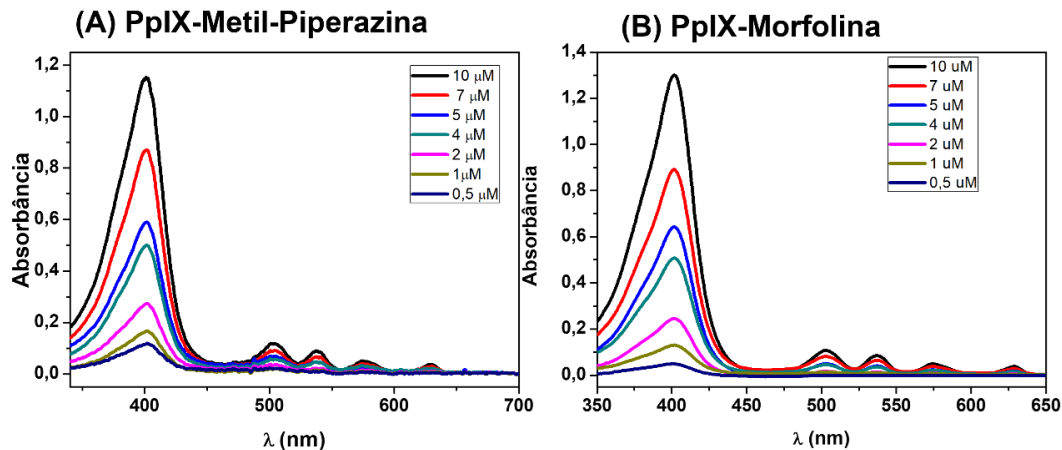 (A) PpIX-Metil-Piperazina
1,2
1,0
0,8
0,6
0,4
0,2
0,0
Absorbância
10 μM
7 μM
5 μM
4 μM
2 μM
1μM
0,5 μM
400
500
600
700
λ (nm)
(B) PpIX-Morfolina
1,4
1,2
1,0
0,8
0,6
0,4
0,2
0,0
Absorbância
10 uM
7 uM
5 uM
4 uM
2 uM
1 uM
0,5 uM
350
400
450
500
550
600
650
λ (nm)